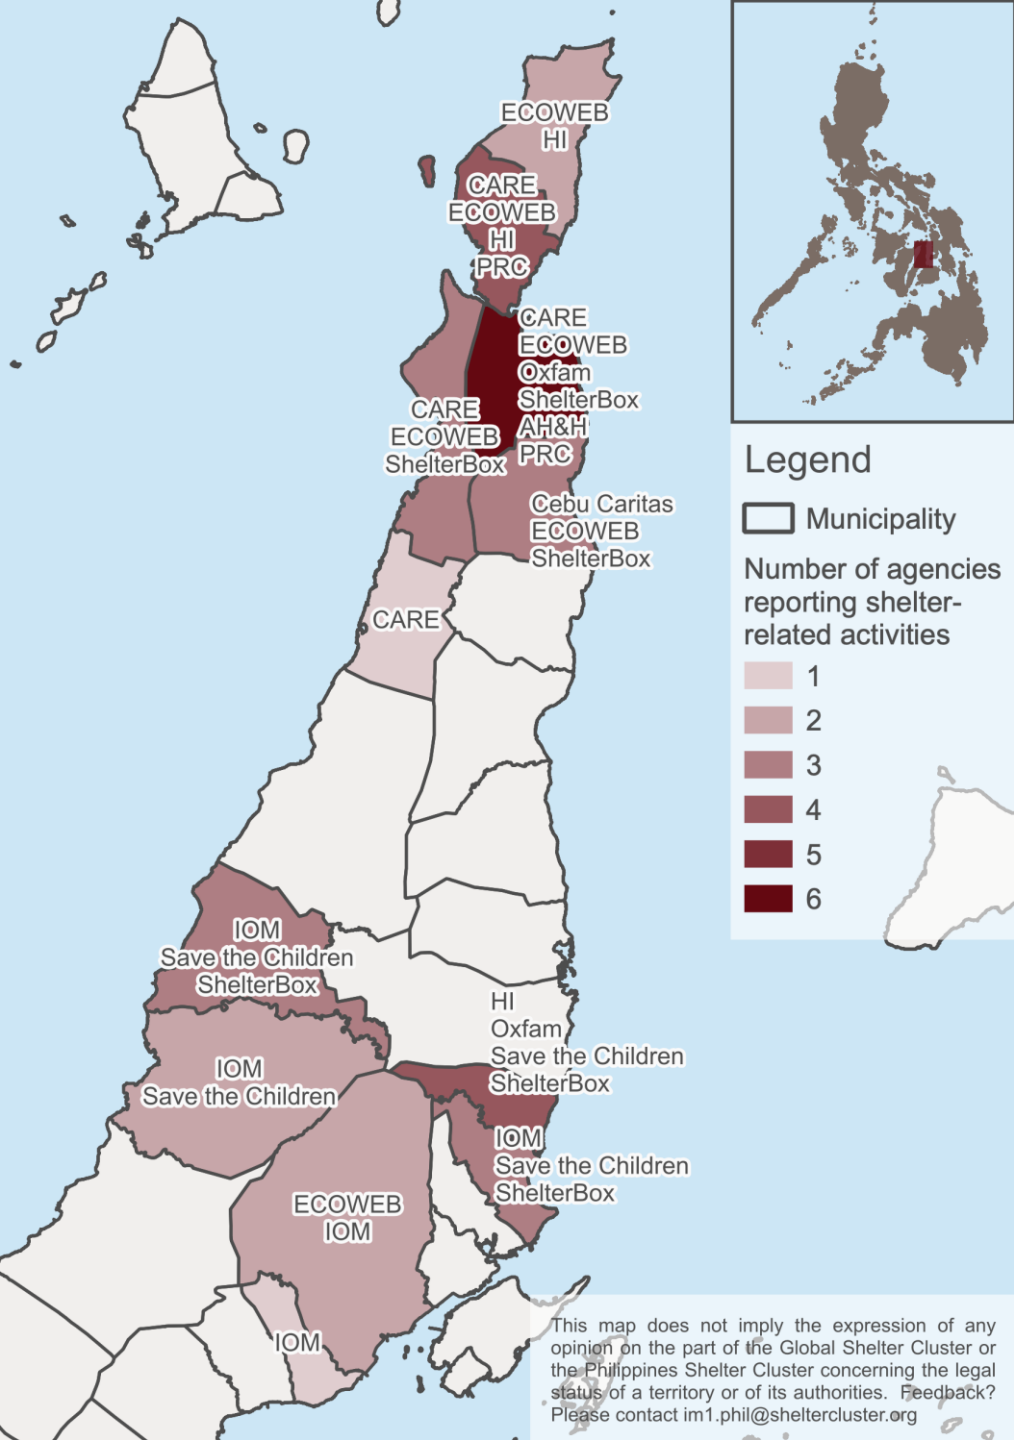 ECOWEB
HI
CARE
ECOWEB
HI
PRC
CARE
ECOWEB
Oxfam
ShelterBox
AH&H
PRC
CARE
ECOWEB
ShelterBox
Cebu Caritas
ECOWEB
ShelterBox
CARE
IOM
Save the Children
ShelterBox
HI
Oxfam
Save the Children
ShelterBox
IOM
Save the Children
IOM
Save the Children
ShelterBox
ECOWEB
IOM
IOM
Legend
Municipality
Number of agencies
reporting shelter-
related activities
1
2
3
4
5
6
This map does not imply the expression of any
opinion on the part of the Global Shelter Cluster or
the Philippines Shelter Cluster concerning the legal
status of a territory or of its authorities. Feedback?
Please contact im1.phil@sheltercluster.org